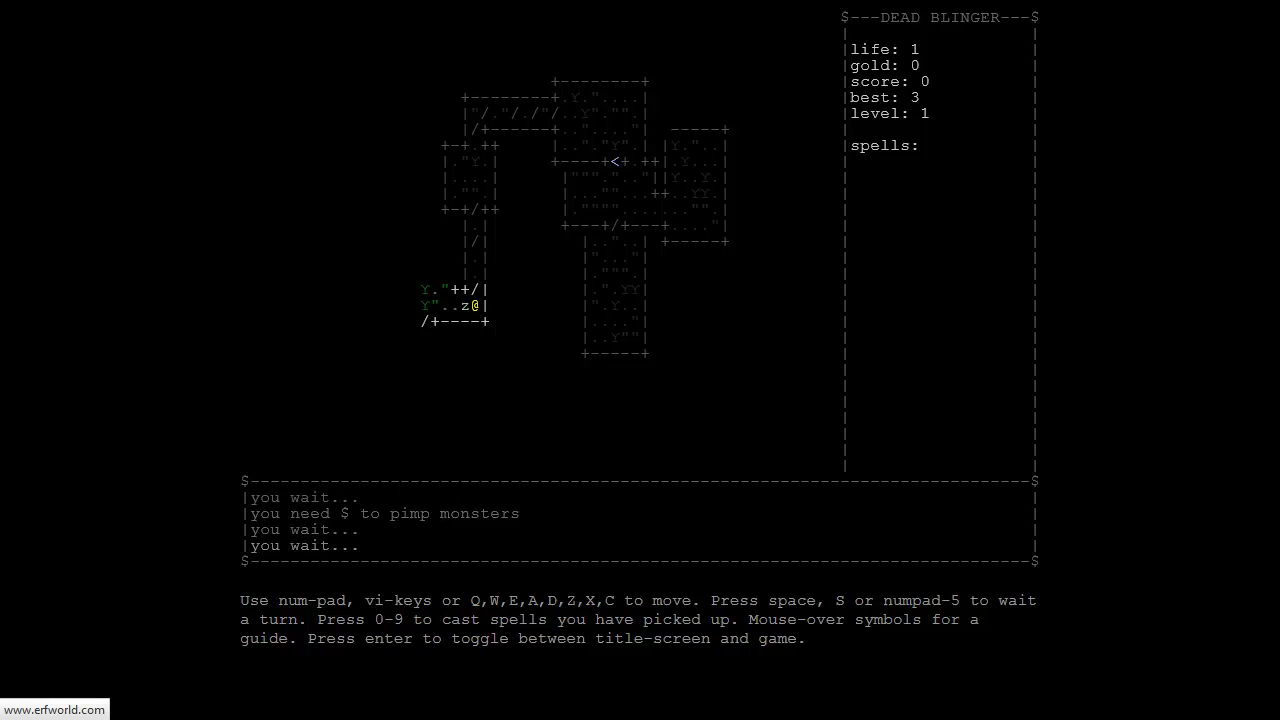 $---DEAD BLINGER---$
life: 1
gold: 0
score: 0
best: 3
level: 1
spells:
+--------+
+--------+.Y."....|
|"/."/./"/..Y"."".|
|/+------+.."...."| -----+
+-+.++ |..".."Y".| |Y."..|
|."Y.| +----+<+.++|.Y...|
|....| |""".".."||Y..Y.|
|."".| |...""...++..YY.|
+-+/++ |."""".......""."|
|.| +---+/+---+...."|
|/| |..".."| +-----+
|.| |"..."|
|.| |.""".|
Y."++/| |.".YY|
Y"..z@| |".Y..|
/+----+ |...."|
|..Y""|
+-----+
|you wait...
|you need $ to pimp monsters
|you wait...
|you wait...
Use num-pad, vi-keys or Q,W,E,A,D,Z,X,C to move. Press space, S or numpad-5 to wait
a turn. Press 0-9 to cast spells you have picked up. Mouse-over symbols for a
guide. Press enter to toggle between title-screen and game.
www.erfworld.com